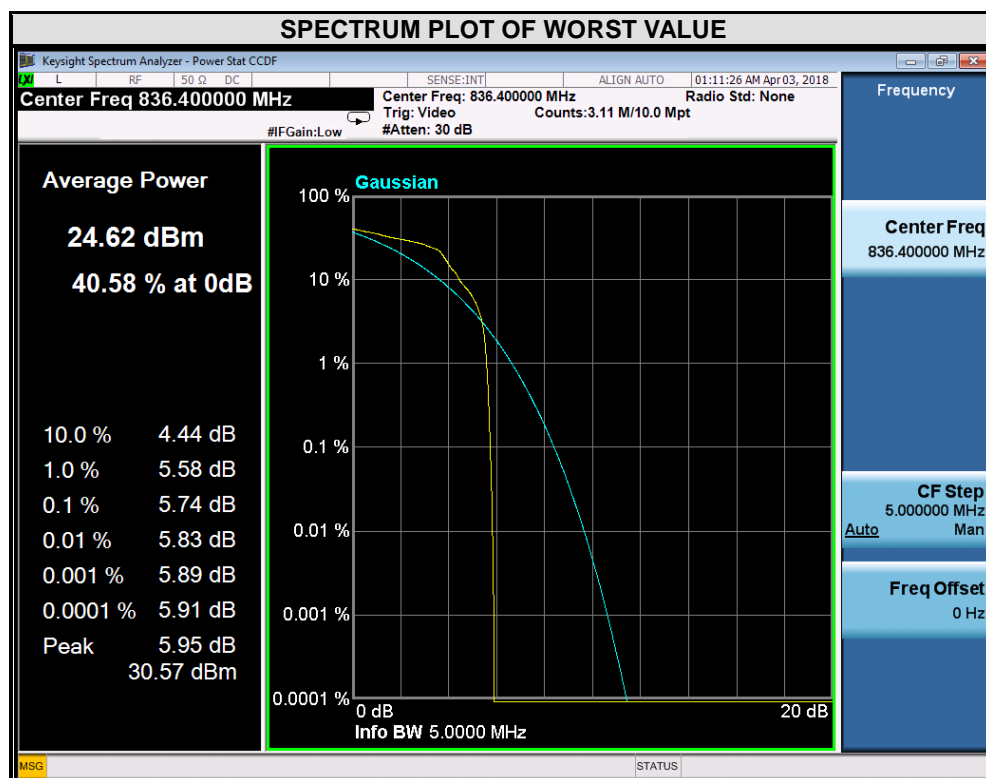 SPECTRUM PLOT OF WORST VALUE
Keysight Spectrum Analyzer - Power Stat CCDF
LXI L RF 50 Ω DC SENSE:INT ALIGN AUTO 01:11:26 AM Apr 03, 2018
Center Freq 836.400000 MHz
Center Freq: 836.400000 MHz Radio Std: None
Trig: Video Counts:3.11 M/10.0 Mpt
#IFGain:Low #Atten: 30 dB
Frequency
Average Power
24.62 dBm
40.58 % at 0dB
10.0 % 4.44 dB
1.0 % 5.58 dB
0.1 % 5.74 dB
0.01 % 5.83 dB
0.001 % 5.89 dB
0.0001 % 5.91 dB
Peak 5.95 dB
30.57 dBm
Gaussian
100 %
10 %
1 %
0.1 %
0.01 %
0.001 %
0.0001 %
0 dB 20 dB
Info BW 5.0000 MHz
Center Freq
836.400000 MHz
CF Step
5.000000 MHz
Auto Man
Freq Offset
0 Hz
MSG STATUS